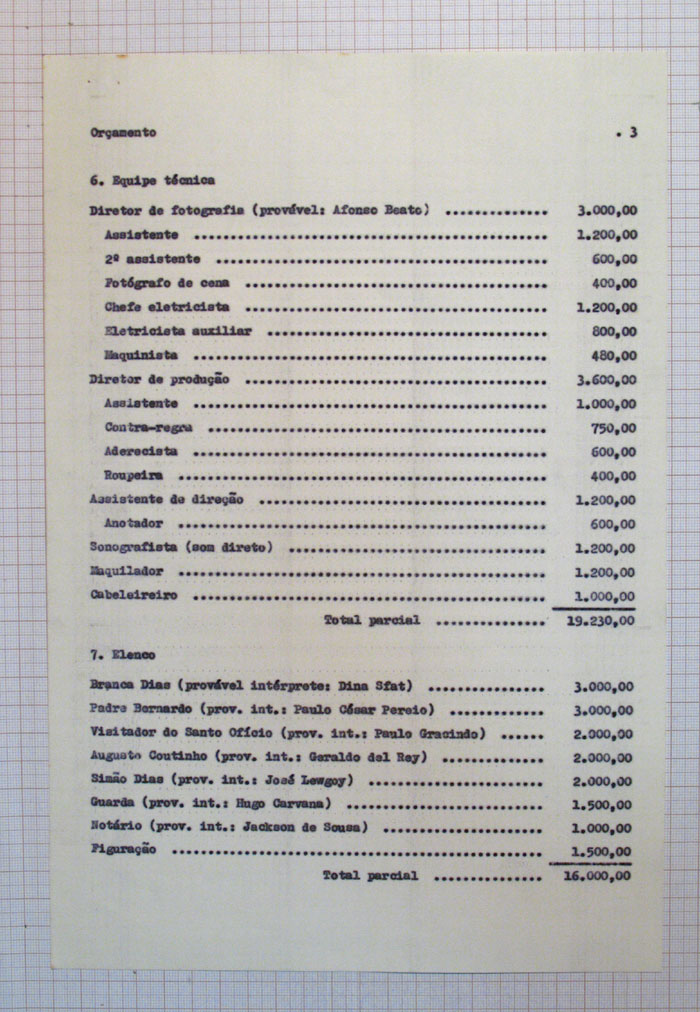 Orçamento . 3
6. Equipe técnica
Diretor de fotografia (provável: Afonso Beato) .............. 3.000,00
Assistente ................................................ 1.200,00
2º assistente ............................................. 600,00
Fotógrafo de cena ......................................... 400,00
Chefe eletricista ......................................... 1.200,00
Eletricista auxiliar ...................................... 800,00
Maquinista ................................................ 480,00
Diretor de produção ......................................... 3.600,00
Assistente ................................................ 1.000,00
Contra-regra .............................................. 750,00
Aderecista ................................................ 600,00
Roupeira .................................................. 400,00
Assistente de direção ....................................... 1.200,00
Anotador .................................................. 600,00
Sonografista (som direto) ................................... 1.200,00
Maquilador .................................................. 1.200,00
Cabeleireiro ................................................ 1.000,00
Total parcial ............... 19.230,00
7. Elenco
Branca Dias (provável intérprete: Dina Sfat) ................ 3.000,00
Padre Bernardo (prov. int.: Paulo César Pereio) ............. 3.000,00
Visitador do Santo Ofício (prov. int.: Paulo Gracindo) ...... 2.000,00
Augusto Coutinho (prov. int.: Geraldo del Rey) .............. 2.000,00
Simão Dias (prov. int.: José Lewgoy) ........................ 2.000,00
Guarda (prov. int.: Hugo Carvana) ........................... 1.500,00
Notário (prov. int.: Jackson de Sousa) ...................... 1.000,00
Figuração ................................................... 1.500,00
Total parcial ............... 16.000,00